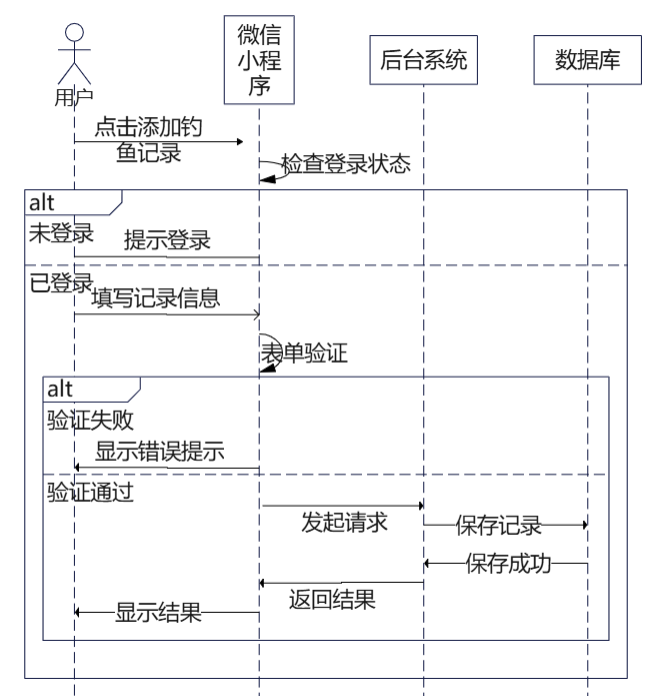 微信
小程
序
后台系统
数据库
用户
点击添加钓
鱼记录
检查登录状态
alt
未登录
提示登录
已登录
填写记录信息
表单验证
alt
验证失败
显示错误提示
验证通过
发起请求
保存记录
保存成功
返回结果
显示结果